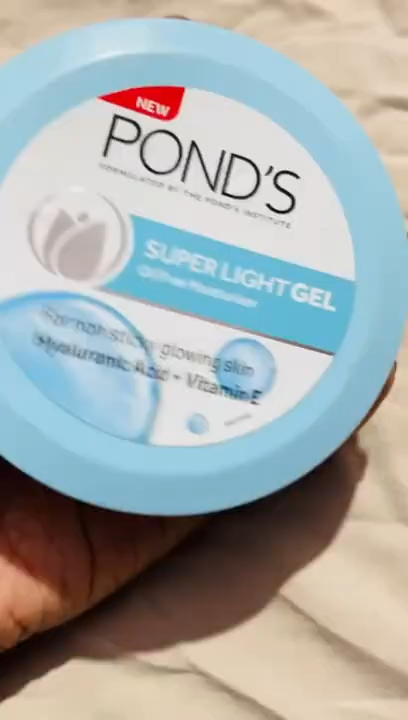 NEW
POND'S
FORMULATED BY THE POND'S INSTITUTE
SUPER LIGHT GEL
Oil Free Moisturiser
For non-sticky, glowing skin
Hyaluronic Acid + Vitamin E